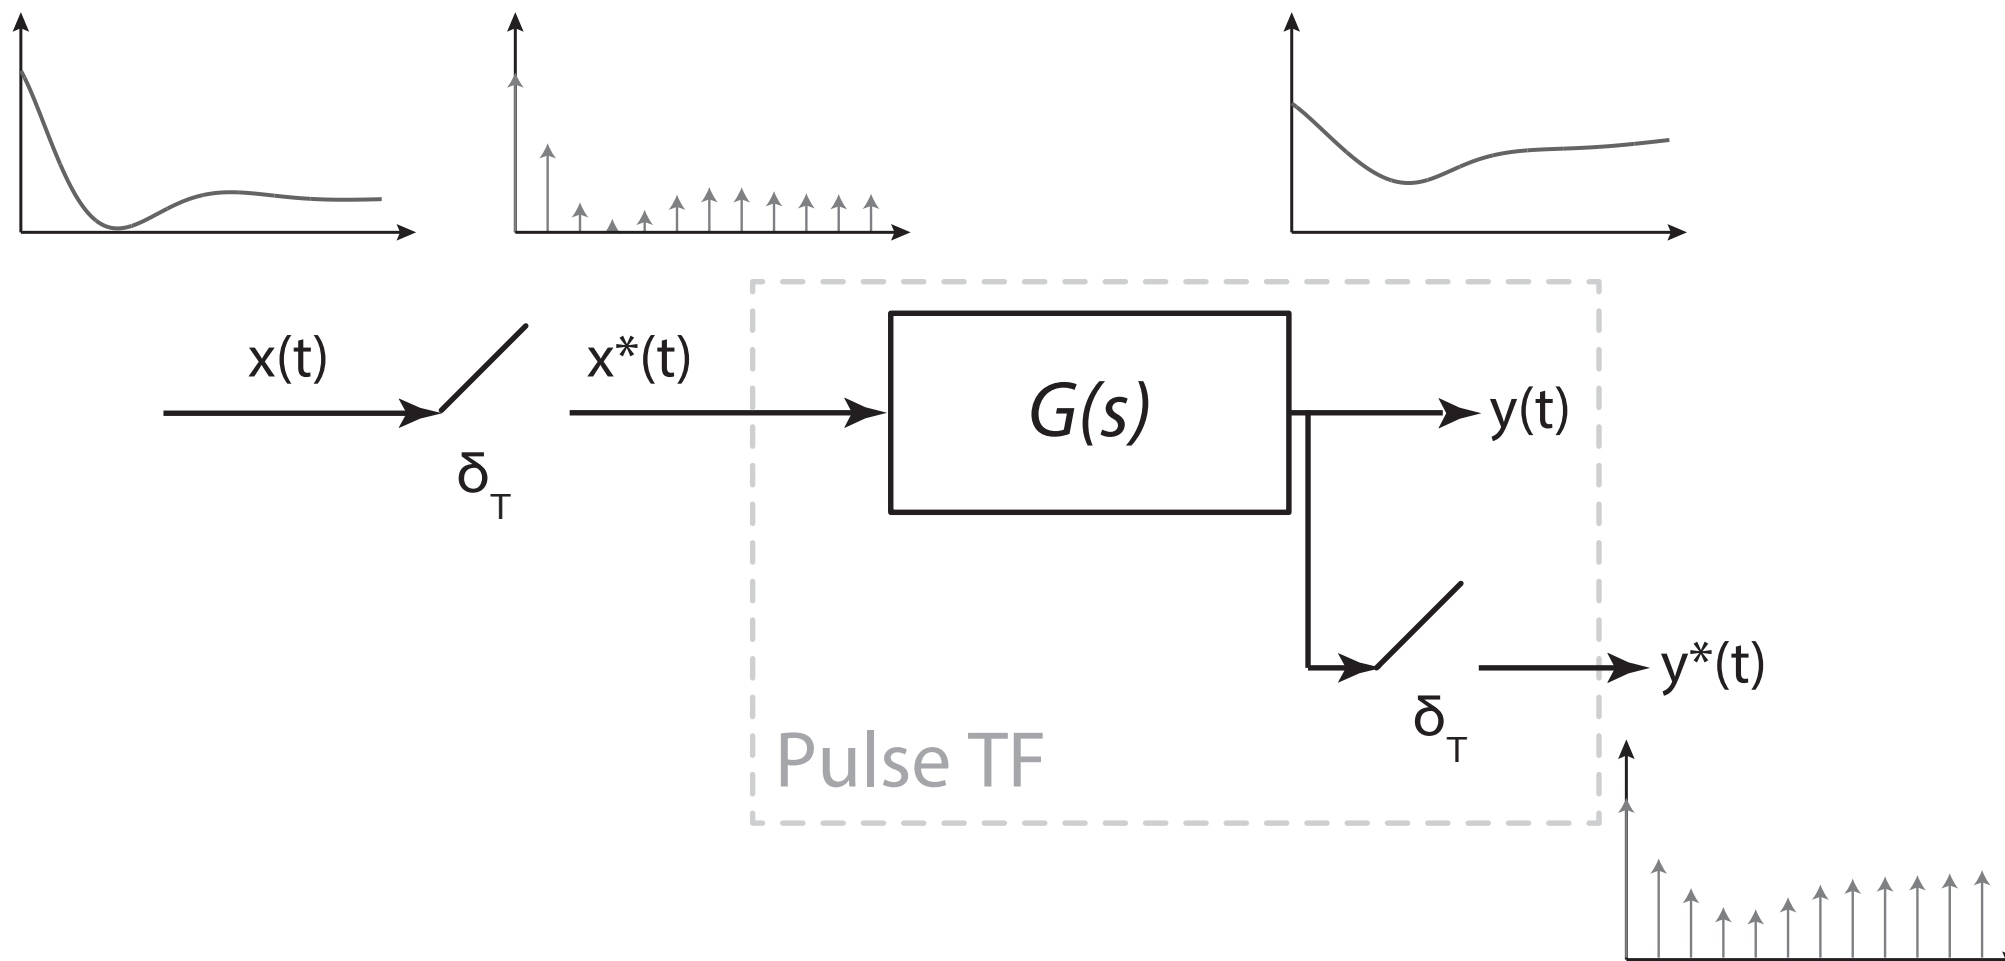 x(t)
x*(t)
G(s)
y(t)
δT
y*(t)
δT
Pulse TF